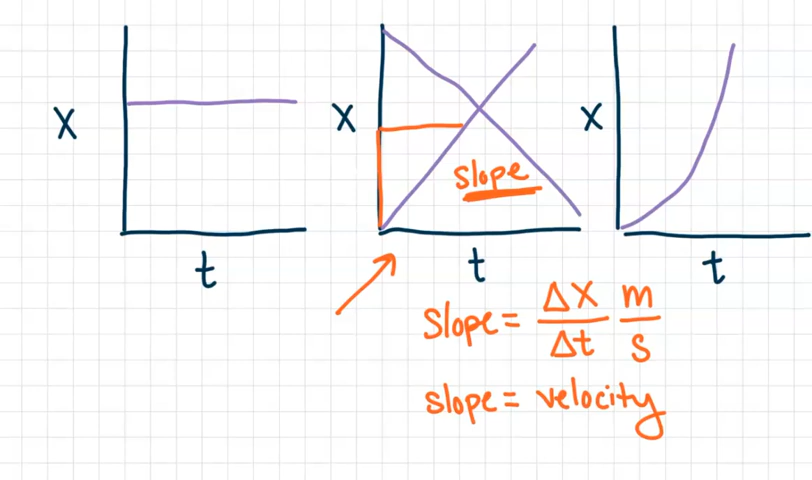 x
t
x
slope
t
x
t
slope = Δx/Δt m/s
slope = velocity